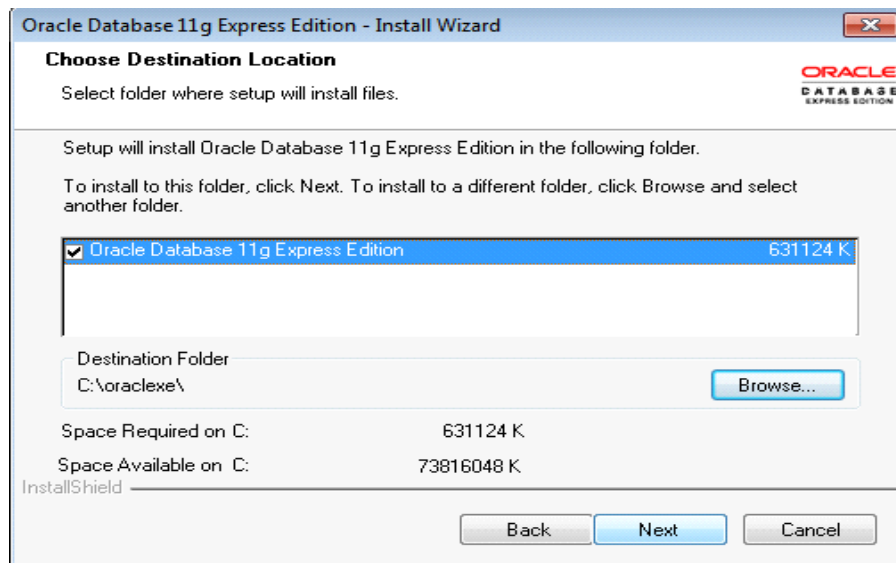 Oracle Database 11g Express Edition - Install Wizard
Choose Destination Location
Select folder where setup will install files.
ORACLE
DATABASE
EXPRESS EDITION
Setup will install Oracle Database 11g Express Edition in the following folder.
To install to this folder, click Next. To install to a different folder, click Browse and select
another folder.
Oracle Database 11g Express Edition 631124 K
Destination Folder
C:\oraclexe\
Browse...
Space Required on C: 631124 K
Space Available on C: 73816048 K
InstallShield
Back Next Cancel